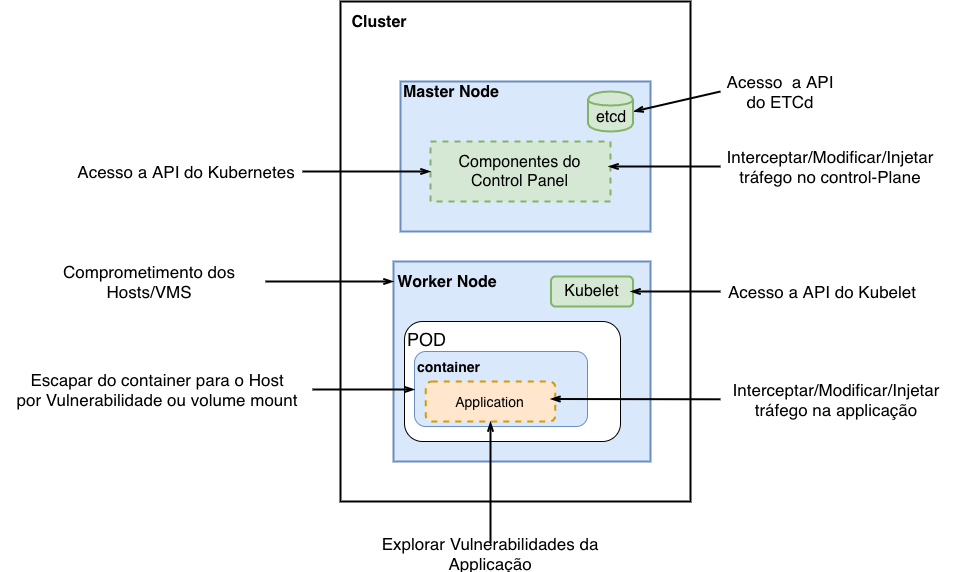 Cluster
Master Node
etcd
Acesso a API
do ETCd
Componentes do
Control Panel
Acesso a API do Kubernetes
Interceptar/Modificar/Injetar
tráfego no control-Plane
Comprometimento dos
Hosts/VMS
Worker Node
Kubelet
Acesso a API do Kubelet
POD
container
Application
Escapar do container para o Host
por Vulnerabilidade ou volume mount
Interceptar/Modificar/Injetar
tráfego na applicação
Explorar Vulnerabilidades da
Applicação